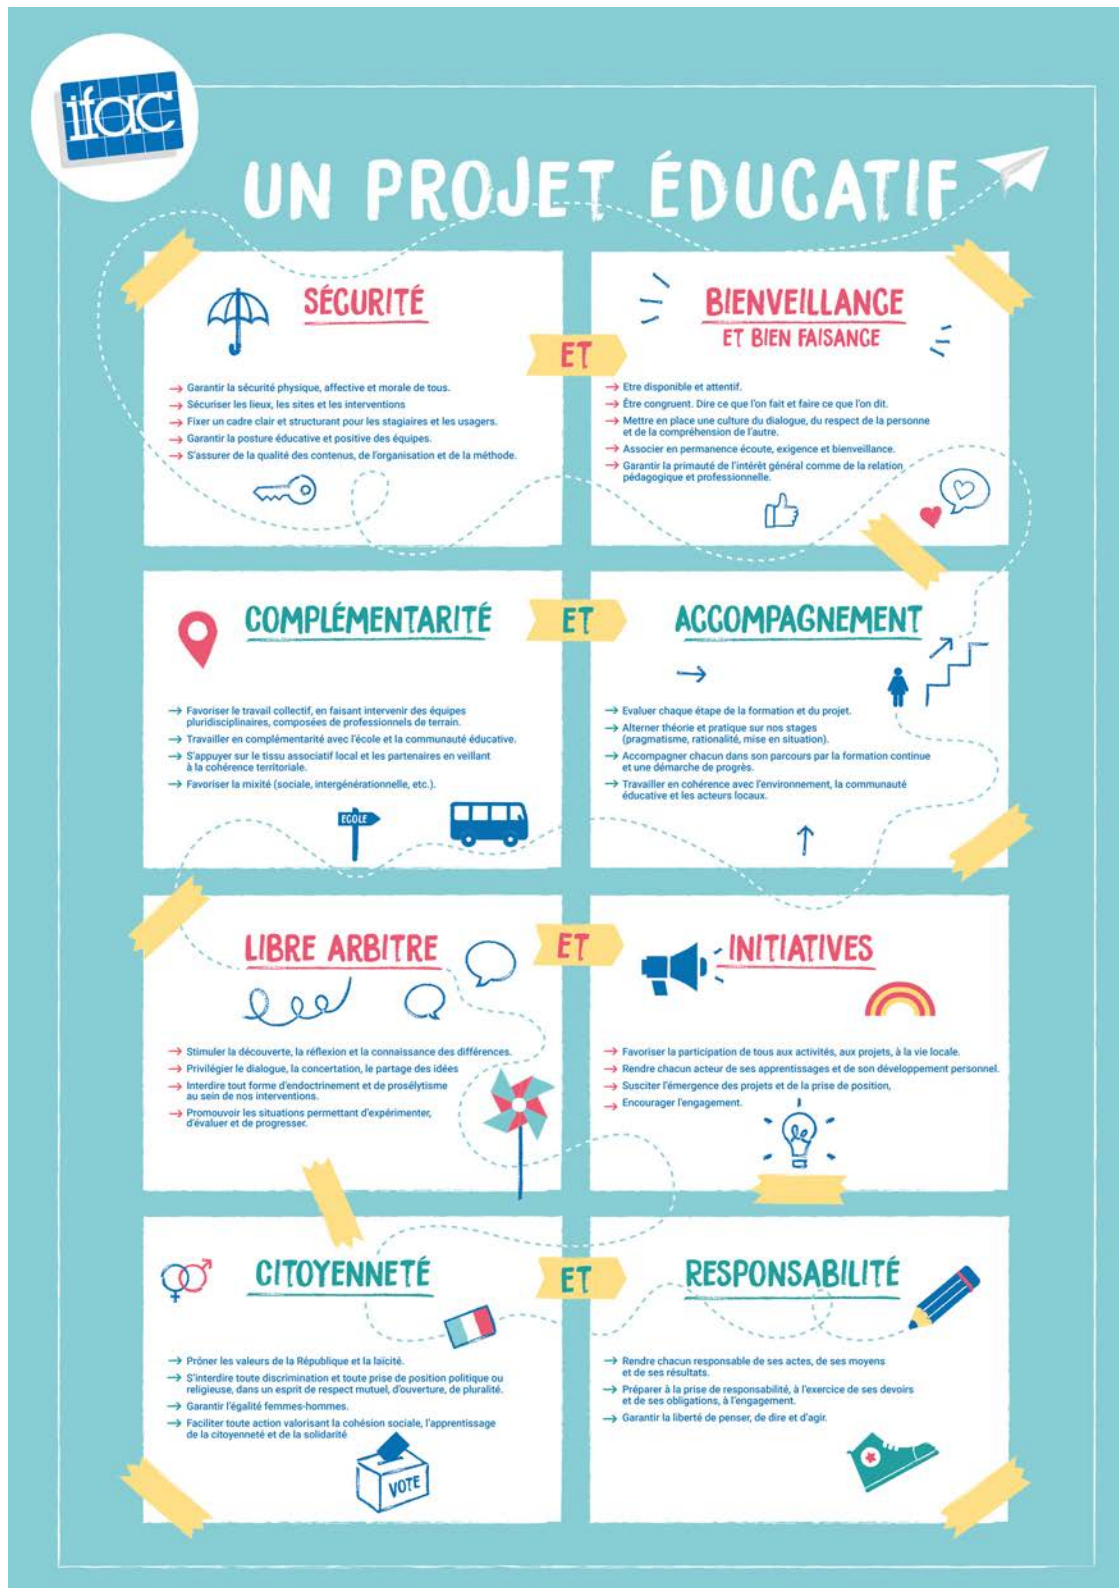 ifac
UN PROJET ÉDUCATIF
SÉCURITÉ
→ Garantir la sécurité physique, affective et morale de tous.
→ Sécuriser les lieux, les sites et les interventions
→ Fixer un cadre clair et structurant pour les stagiaires et les usagers.
→ Garantir la posture éducative et positive des équipes.
→ S'assurer de la qualité des contenus, de l'organisation et de la méthode.
ET
BIENVEILLANCE
ET BIEN FAISANCE
→ Etre disponible et attentif.
→ Être congruent. Dire ce que l'on fait et faire ce que l'on dit.
→ Mettre en place une culture du dialogue, du respect de la personne
et de la compréhension de l'autre.
→ Associer en permanence écoute, exigence et bienveillance.
→ Garantir la primauté de l'intérêt général comme de la relation
pédagogique et professionnelle.
COMPLÉMENTARITÉ
→ Favoriser le travail collectif, en faisant intervenir des équipes
pluridisciplinaires, composées de professionnels de terrain.
→ Travailler en complémentarité avec l'école et la communauté éducative.
→ S'appuyer sur le tissu associatif local et les partenaires en veillant
à la cohérence territoriale.
→ Favoriser la mixité (sociale, intergénérationnelle, etc.).
ECOLE
ET
ACCOMPAGNEMENT
→ Evaluer chaque étape de la formation et du projet.
→ Alterner théorie et pratique sur nos stages
(pragmatisme, rationalité, mise en situation).
→ Accompagner chacun dans son parcours par la formation continue
et une démarche de progrès.
→ Travailler en cohérence avec l'environnement, la communauté
éducative et les acteurs locaux.
LIBRE ARBITRE
→ Stimuler la découverte, la réflexion et la connaissance des différences.
→ Privilégier le dialogue, la concertation, le partage des idées
→ Interdire tout forme d'endoctrinement et de prosélytisme
au sein de nos interventions.
→ Promouvoir les situations permettant d'expérimenter,
d'évaluer et de progresser.
ET
INITIATIVES
→ Favoriser la participation de tous aux activités, aux projets, à la vie locale.
→ Rendre chacun acteur de ses apprentissages et de son développement personnel.
→ Susciter l'émergence des projets et de la prise de position,
→ Encourager l'engagement.
CITOYENNETÉ
→ Prôner les valeurs de la République et la laïcité.
→ S'interdire toute discrimination et toute prise de position politique ou
religieuse, dans un esprit de respect mutuel, d'ouverture, de pluralité.
→ Garantir l'égalité femmes-hommes.
→ Faciliter toute action valorisant la cohésion sociale, l'apprentissage
de la citoyenneté et de la solidarité
VOTE
ET
RESPONSABILITÉ
→ Rendre chacun responsable de ses actes, de ses moyens
et de ses résultats.
→ Préparer à la prise de responsabilité, à l'exercice de ses devoirs
et de ses obligations, à l'engagement.
→ Garantir la liberté de penser, de dire et d'agir.